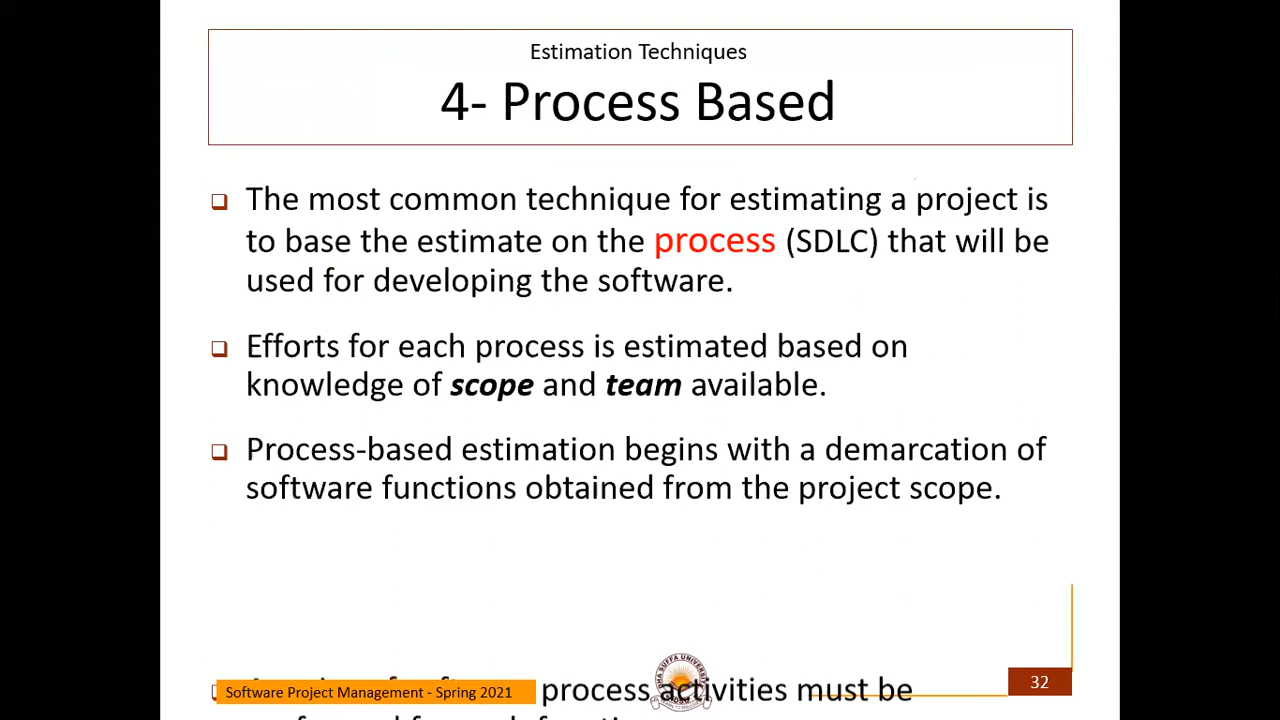 Estimation Techniques
4- Process Based
The most common technique for estimating a project is
to base the estimate on the process (SDLC) that will be
used for developing the software.
Efforts for each process is estimated based on
knowledge of scope and team available.
Process-based estimation begins with a demarcation of
software functions obtained from the project scope.
process activities must be
Software Project Management - Spring 2021
SUFFA UNIVERSITY
32